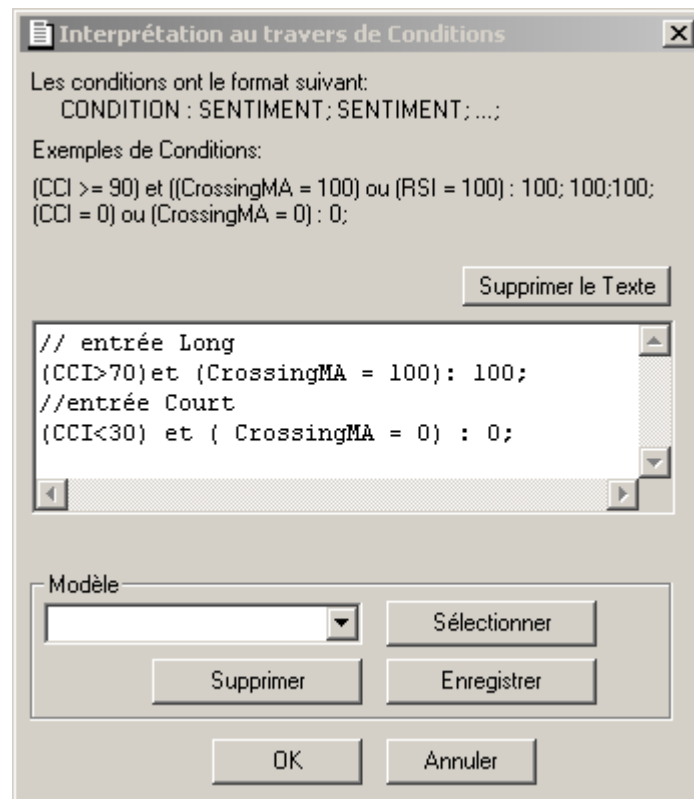 Interprétation au travers de Conditions
Les conditions ont le format suivant:
CONDITION : SENTIMENT; SENTIMENT; ...;
Exemples de Conditions:
(CCI >= 90) et ((CrossingMA = 100) ou (RSI = 100) : 100; 100;100;
(CCI = 0) ou (CrossingMA = 0) : 0;
Supprimer le Texte
// entrée Long
(CCI>70)et (CrossingMA = 100): 100;
//entrée Court
(CCI<30) et ( CrossingMA = 0) : 0;
Modèle
Sélectionner
Supprimer
Enregistrer
OK
Annuler